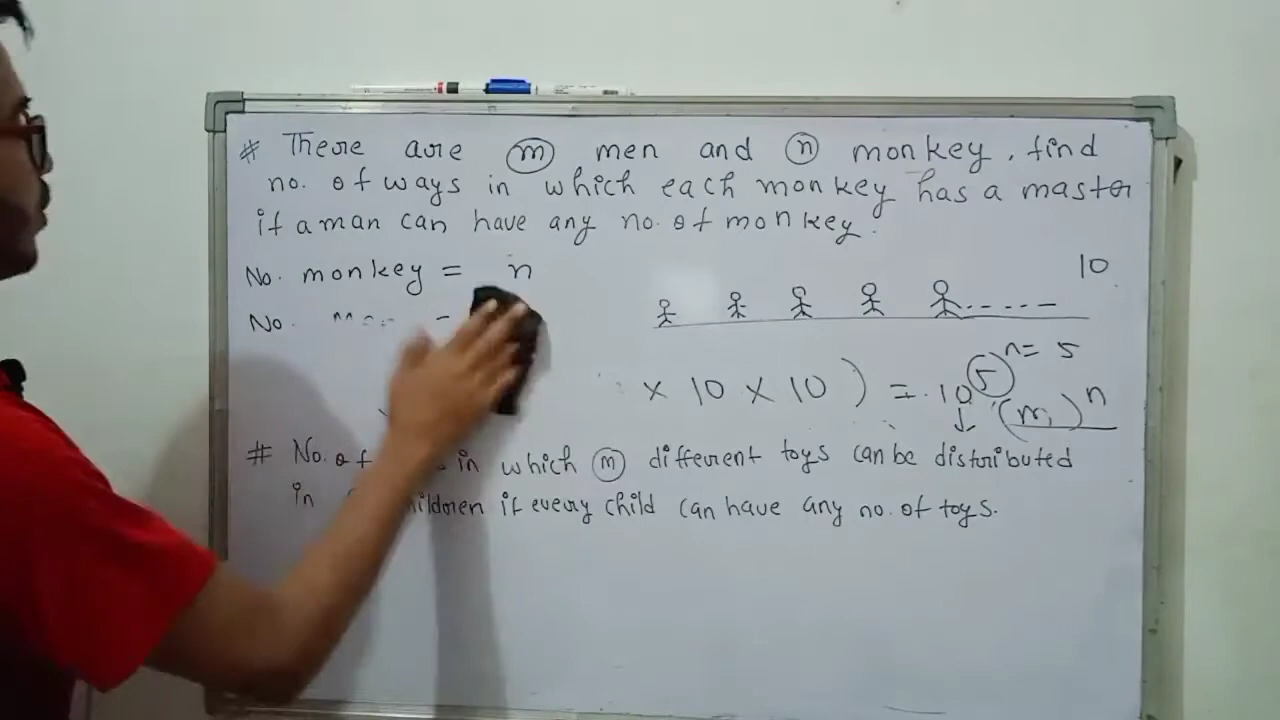 # There are m men and n monkey, find
no. of ways in which each monkey has a master
if a man can have any no. of monkey.
No. monkey = n
10
No.
n = 5
× 10 × 10 ) = 10^5
(m)^n
# No. of in which m different toys can be distributed
in if every child can have any no. of toys.